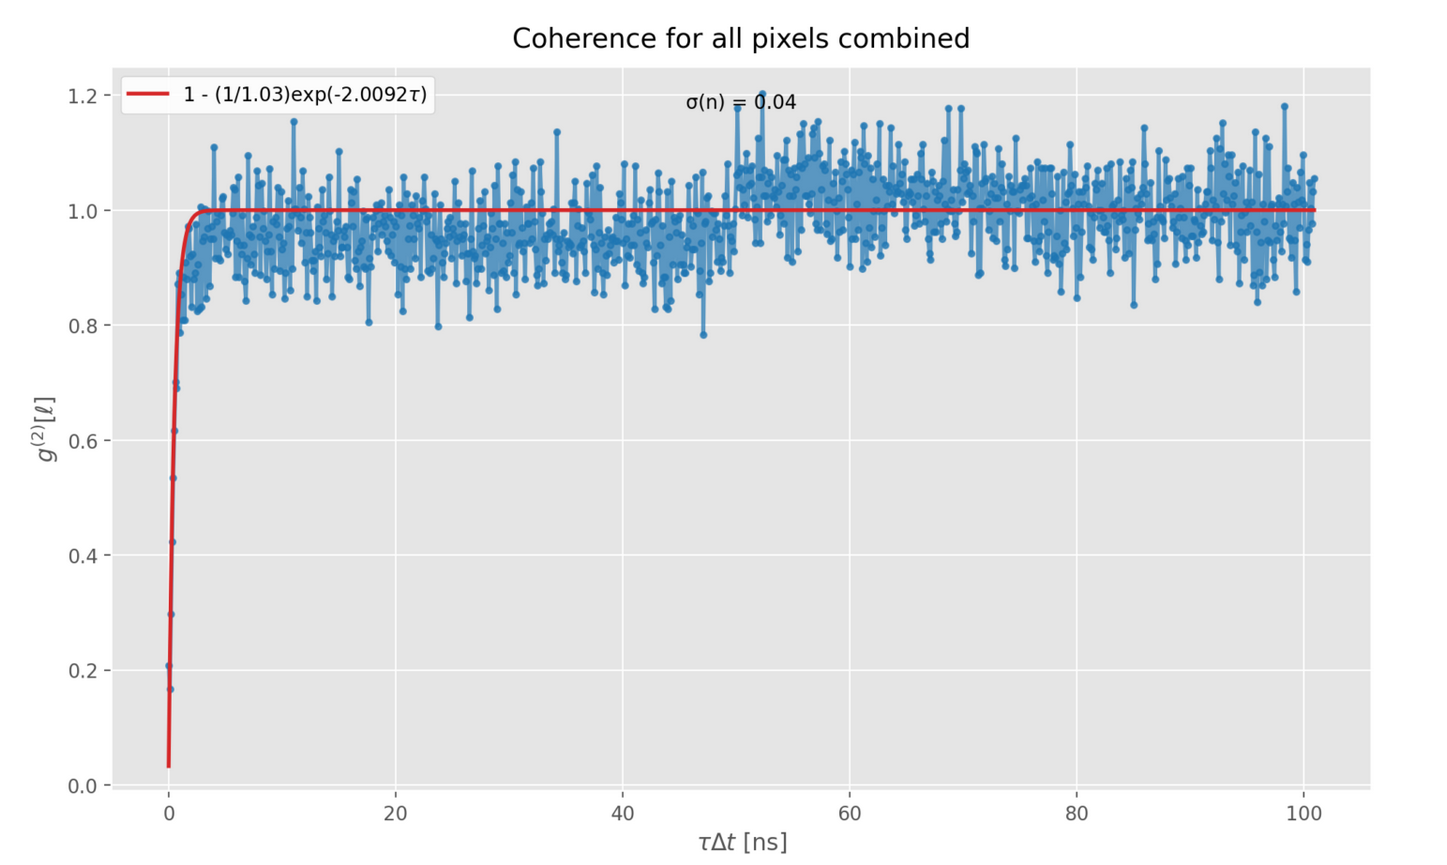 Coherence for all pixels combined
1 - (1/1.03)exp(-2.0092τ)
σ(n) = 0.04
1.2
1.0
0.8
0.6
0.4
0.2
0.0
g⁽²⁾[ℓ]
0 20 40 60 80 100
τΔt [ns]